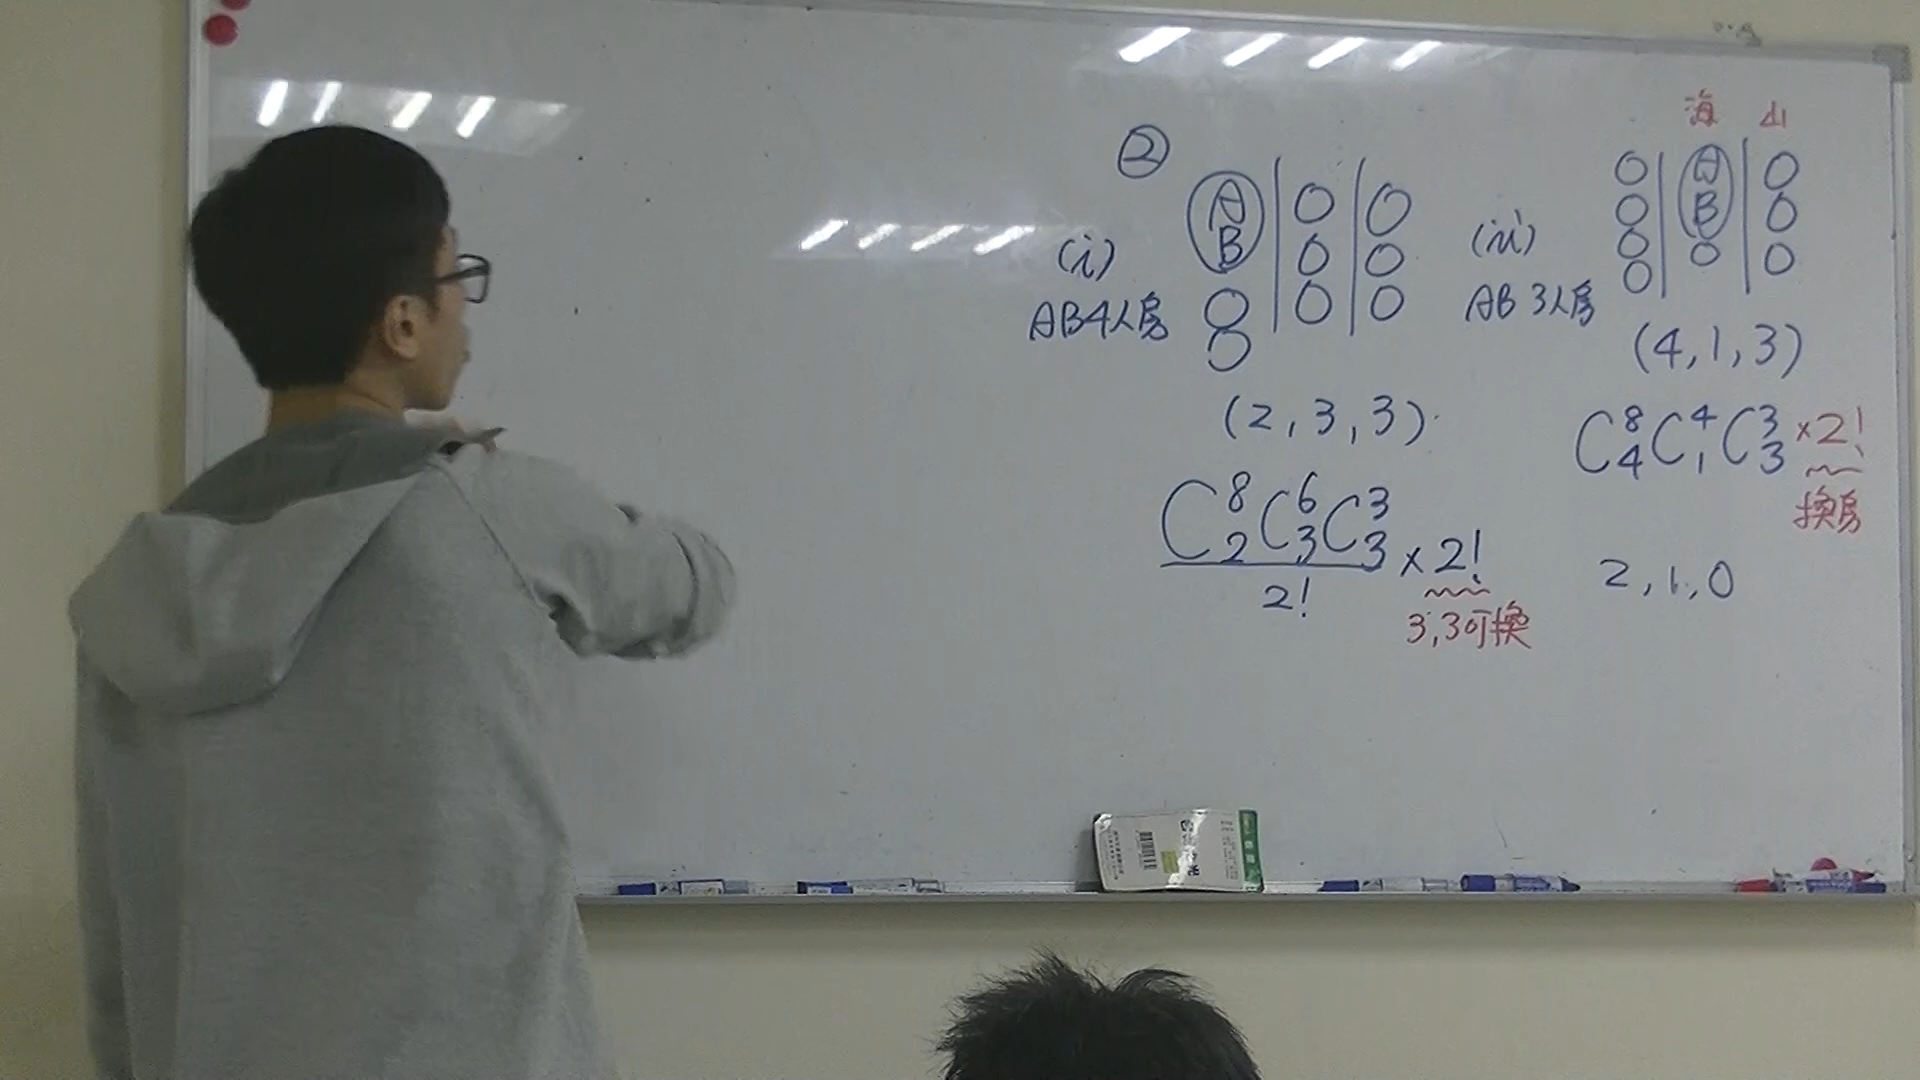 ②
(i)
AB4人房
A
B
(2,3,3)
C⁸₂C⁶₃C³₃
2!
×2!
3,3可換
(ii)
AB 3人房
海 山
A
B
(4,1,3)
C⁸₄C⁴₁C³₃×2!
換房
2,1,0